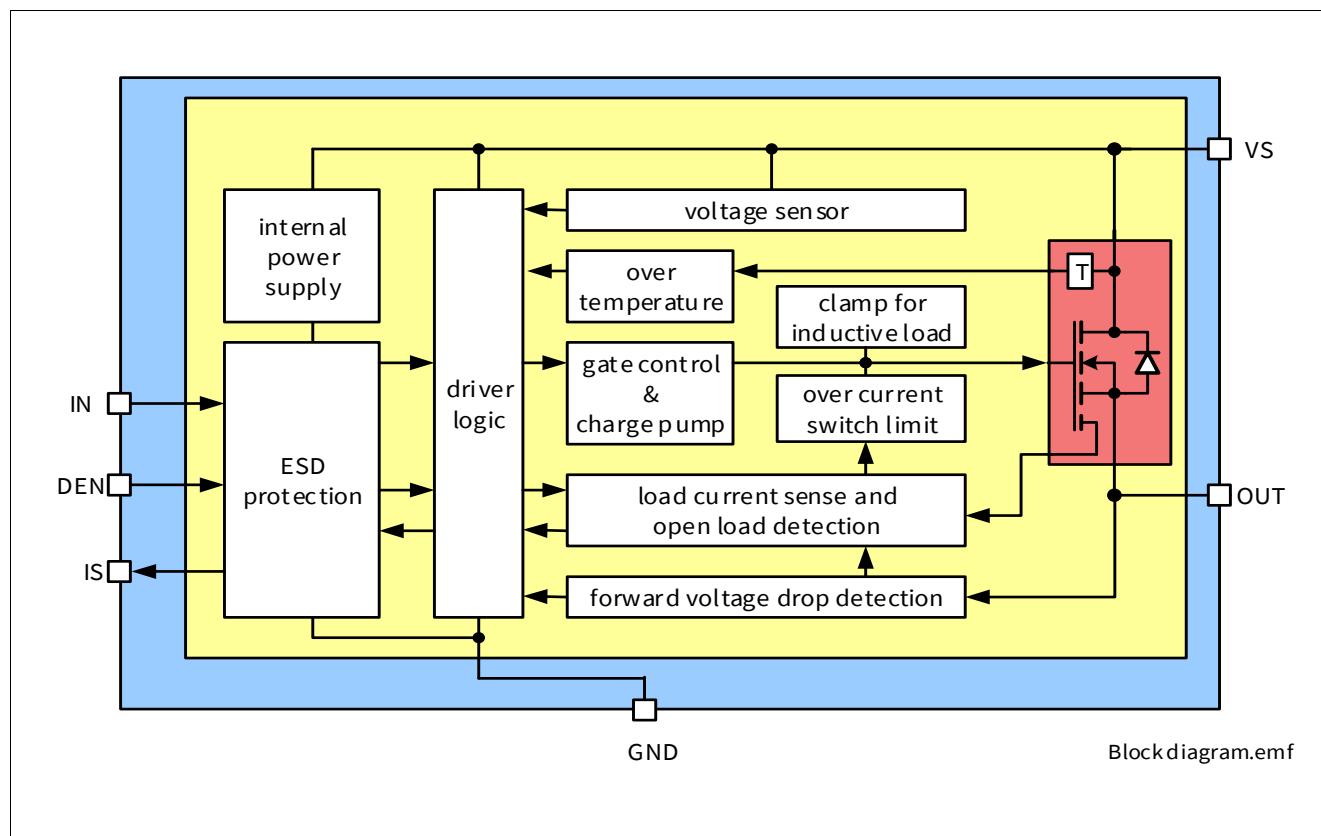 VS
voltage sensor
internal
power
supply
over
temperature
T
clamp for
inductive load
driver
logic
gate control
&
charge pump
over current
switch limit
IN
ESD
protection
DEN
load current sense and
open load detection
OUT
IS
forward voltage drop detection
GND
Blockdiagram.emf